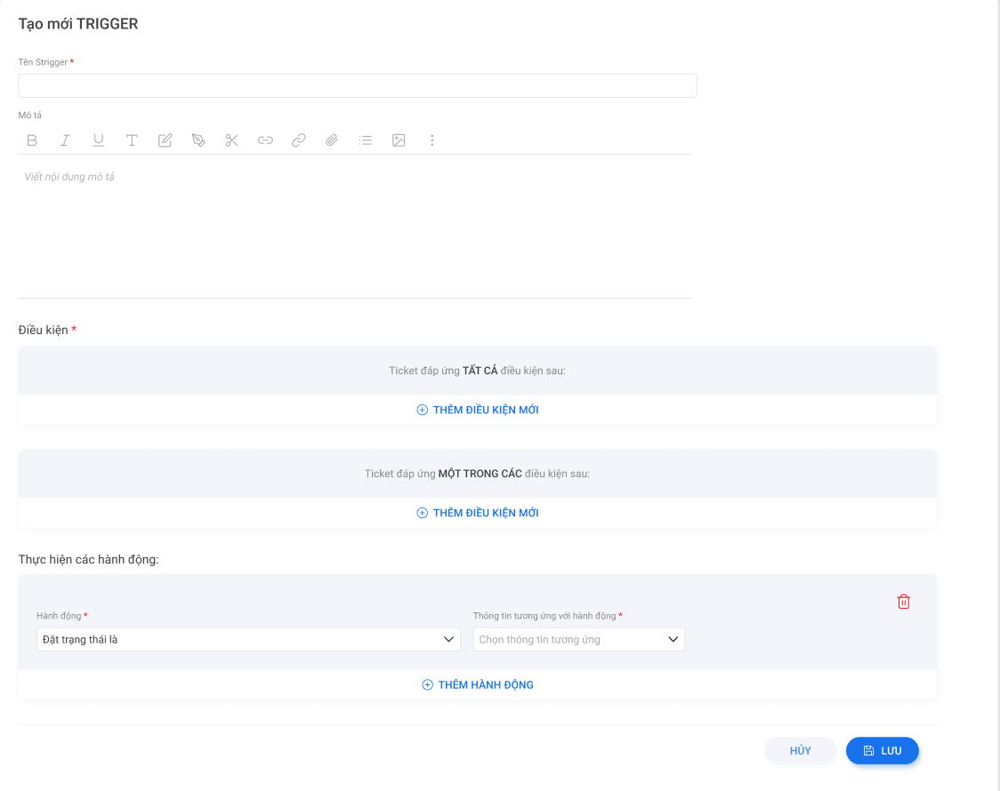 Tạo mới TRIGGER
Tên Strigger *
Mô tả
B I U T
Viết nội dung mô tả
Điều kiện *
Ticket đáp ứng TẤT CẢ điều kiện sau:
THÊM ĐIỀU KIỆN MỚI
Ticket đáp ứng MỘT TRONG CÁC điều kiện sau:
THÊM ĐIỀU KIỆN MỚI
Thực hiện các hành động:
Hành động * Thông tin tương ứng với hành động *
Đặt trạng thái là Chọn thông tin tương ứng
THÊM HÀNH ĐỘNG
HỦY LƯU